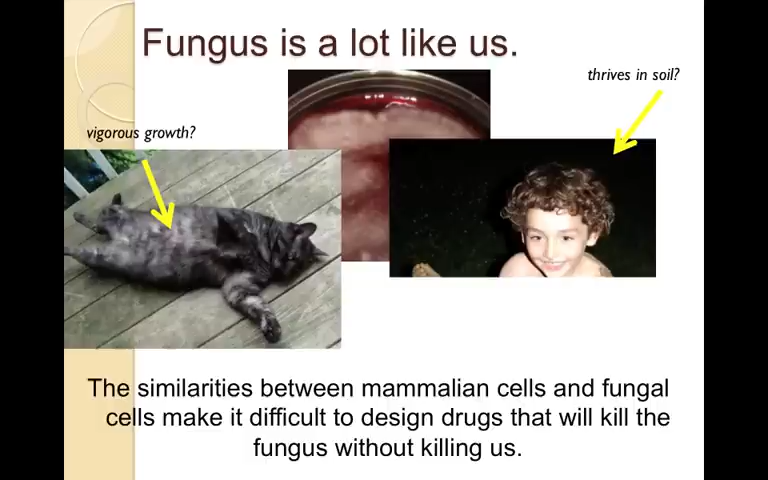 Fungus is a lot like us.
thrives in soil?
vigorous growth?
The similarities between mammalian cells and fungal
cells make it difficult to design drugs that will kill the
fungus without killing us.